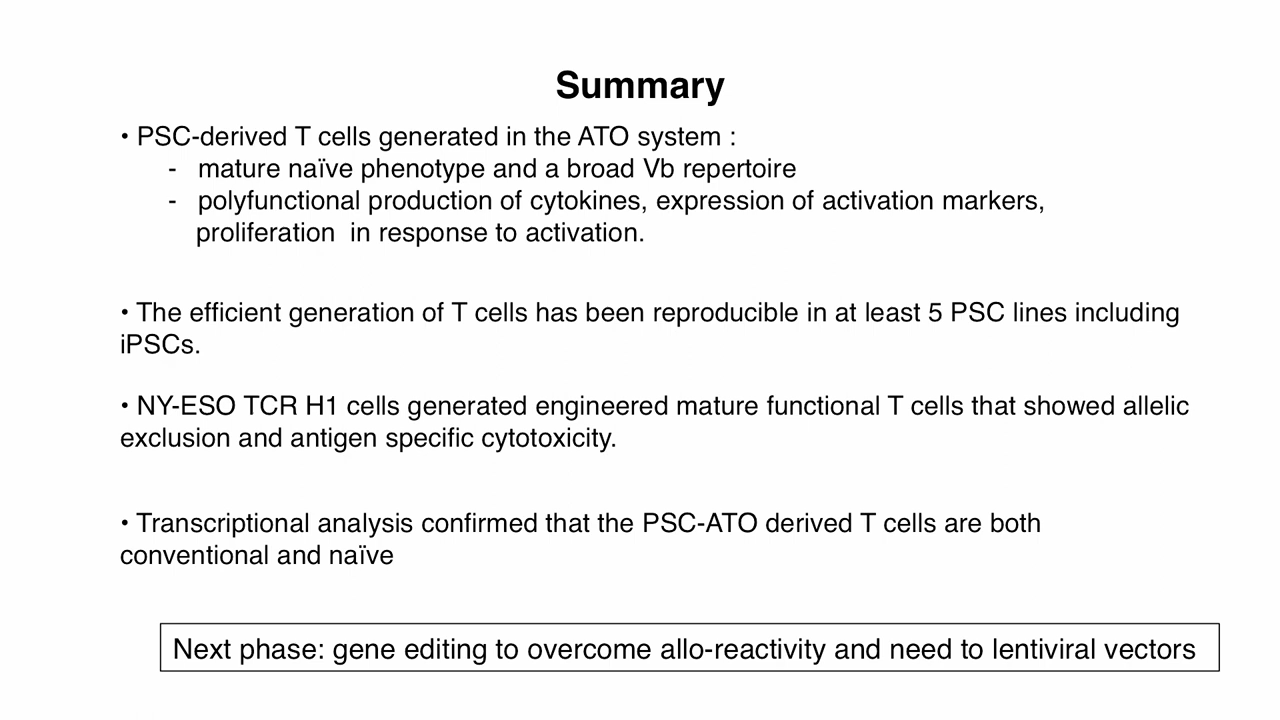 Summary
• PSC-derived T cells generated in the ATO system :
- mature naïve phenotype and a broad Vb repertoire
- polyfunctional production of cytokines, expression of activation markers,
proliferation  in response to activation.
• The efficient generation of T cells has been reproducible in at least 5 PSC lines including
iPSCs.
• NY-ESO TCR H1 cells generated engineered mature functional T cells that showed allelic
exclusion and antigen specific cytotoxicity.
• Transcriptional analysis confirmed that the PSC-ATO derived T cells are both
conventional and naïve
Next phase: gene editing to overcome allo-reactivity and need to lentiviral vectors